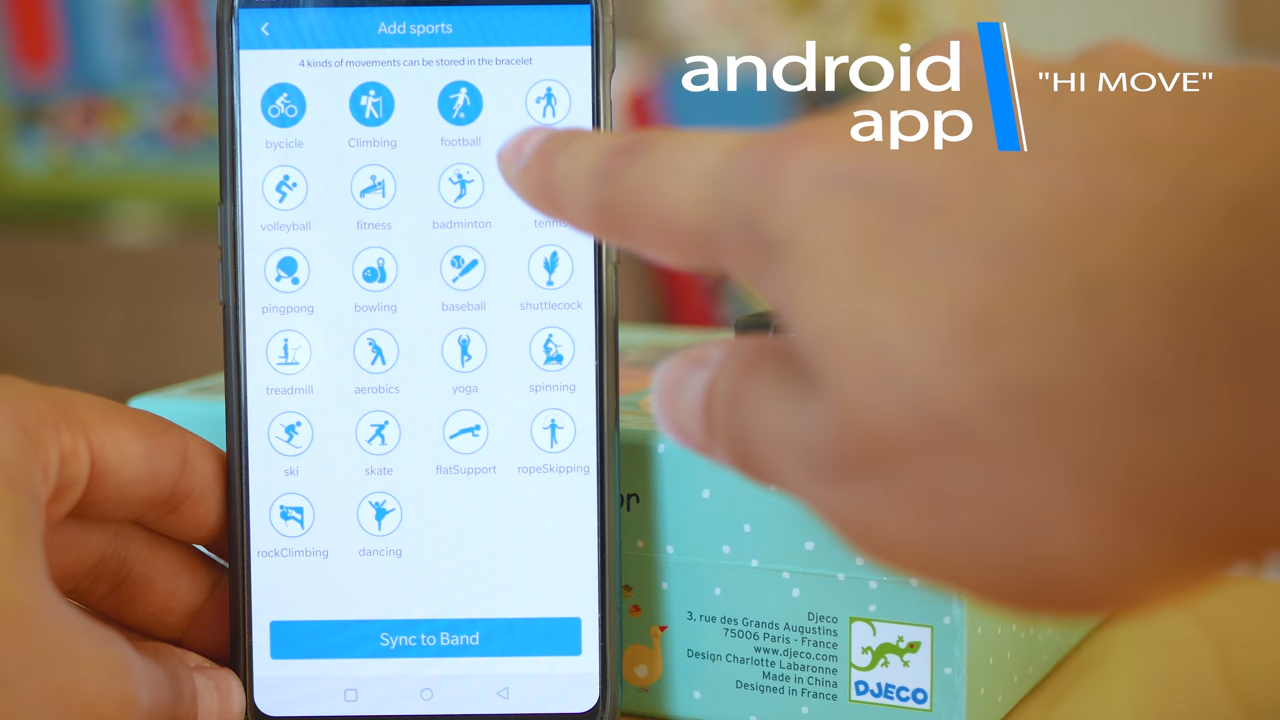 Add sports
4 kinds of movements can be stored in the bracelet
bycicle Climbing football
volleyball fitness badminton tennis
pingpong bowling baseball shuttlecock
treadmill aerobics yoga spinning
ski skate flatSupport ropeSkipping
rockClimbing dancing
Sync to Band
android
app
"HI MOVE"
Djeco
3, rue des Grands Augustins
75006 Paris - France
www.djeco.com
Design Charlotte Labaronne
Made in China
Designed in France
DJECO